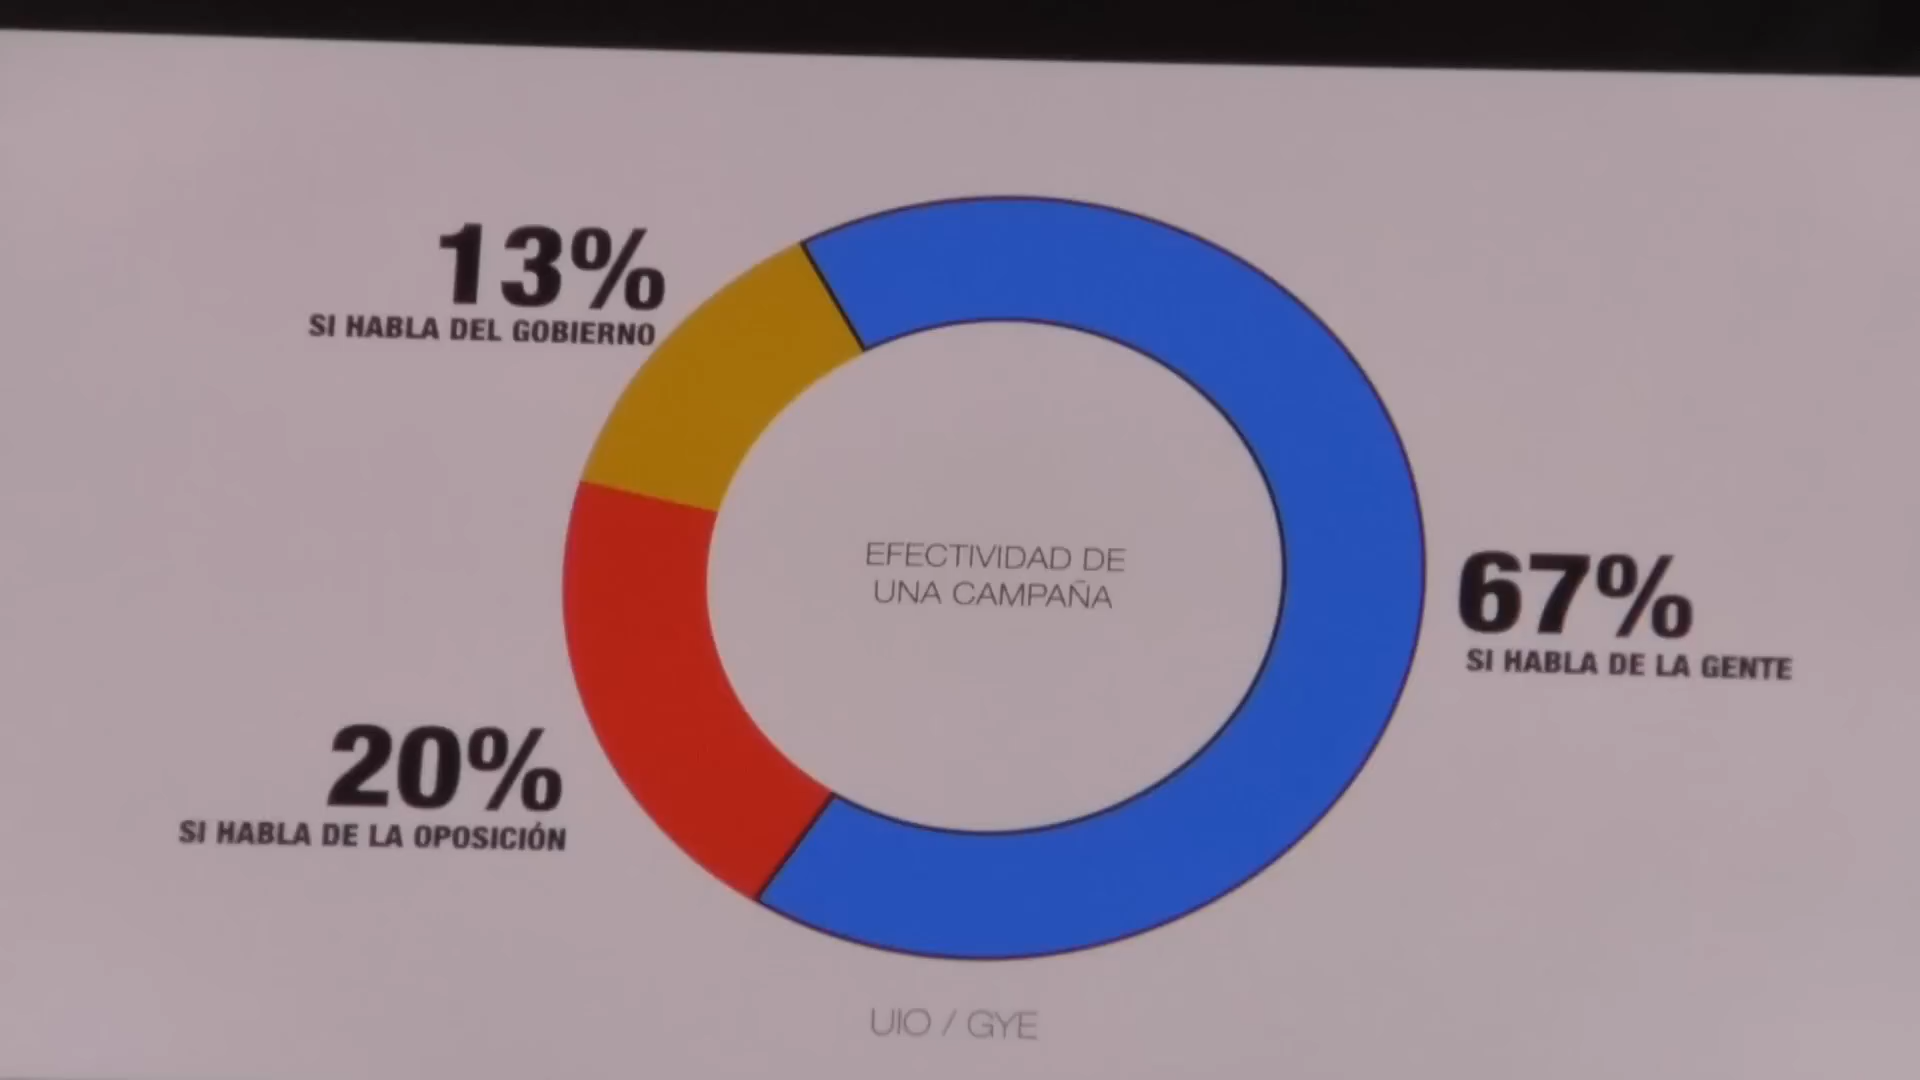 13%
SI HABLA DEL GOBIERNO
EFECTIVIDAD DE
UNA CAMPAÑA
67%
SI HABLA DE LA GENTE
20%
SI HABLA DE LA OPOSICIÓN
UIO / GYE